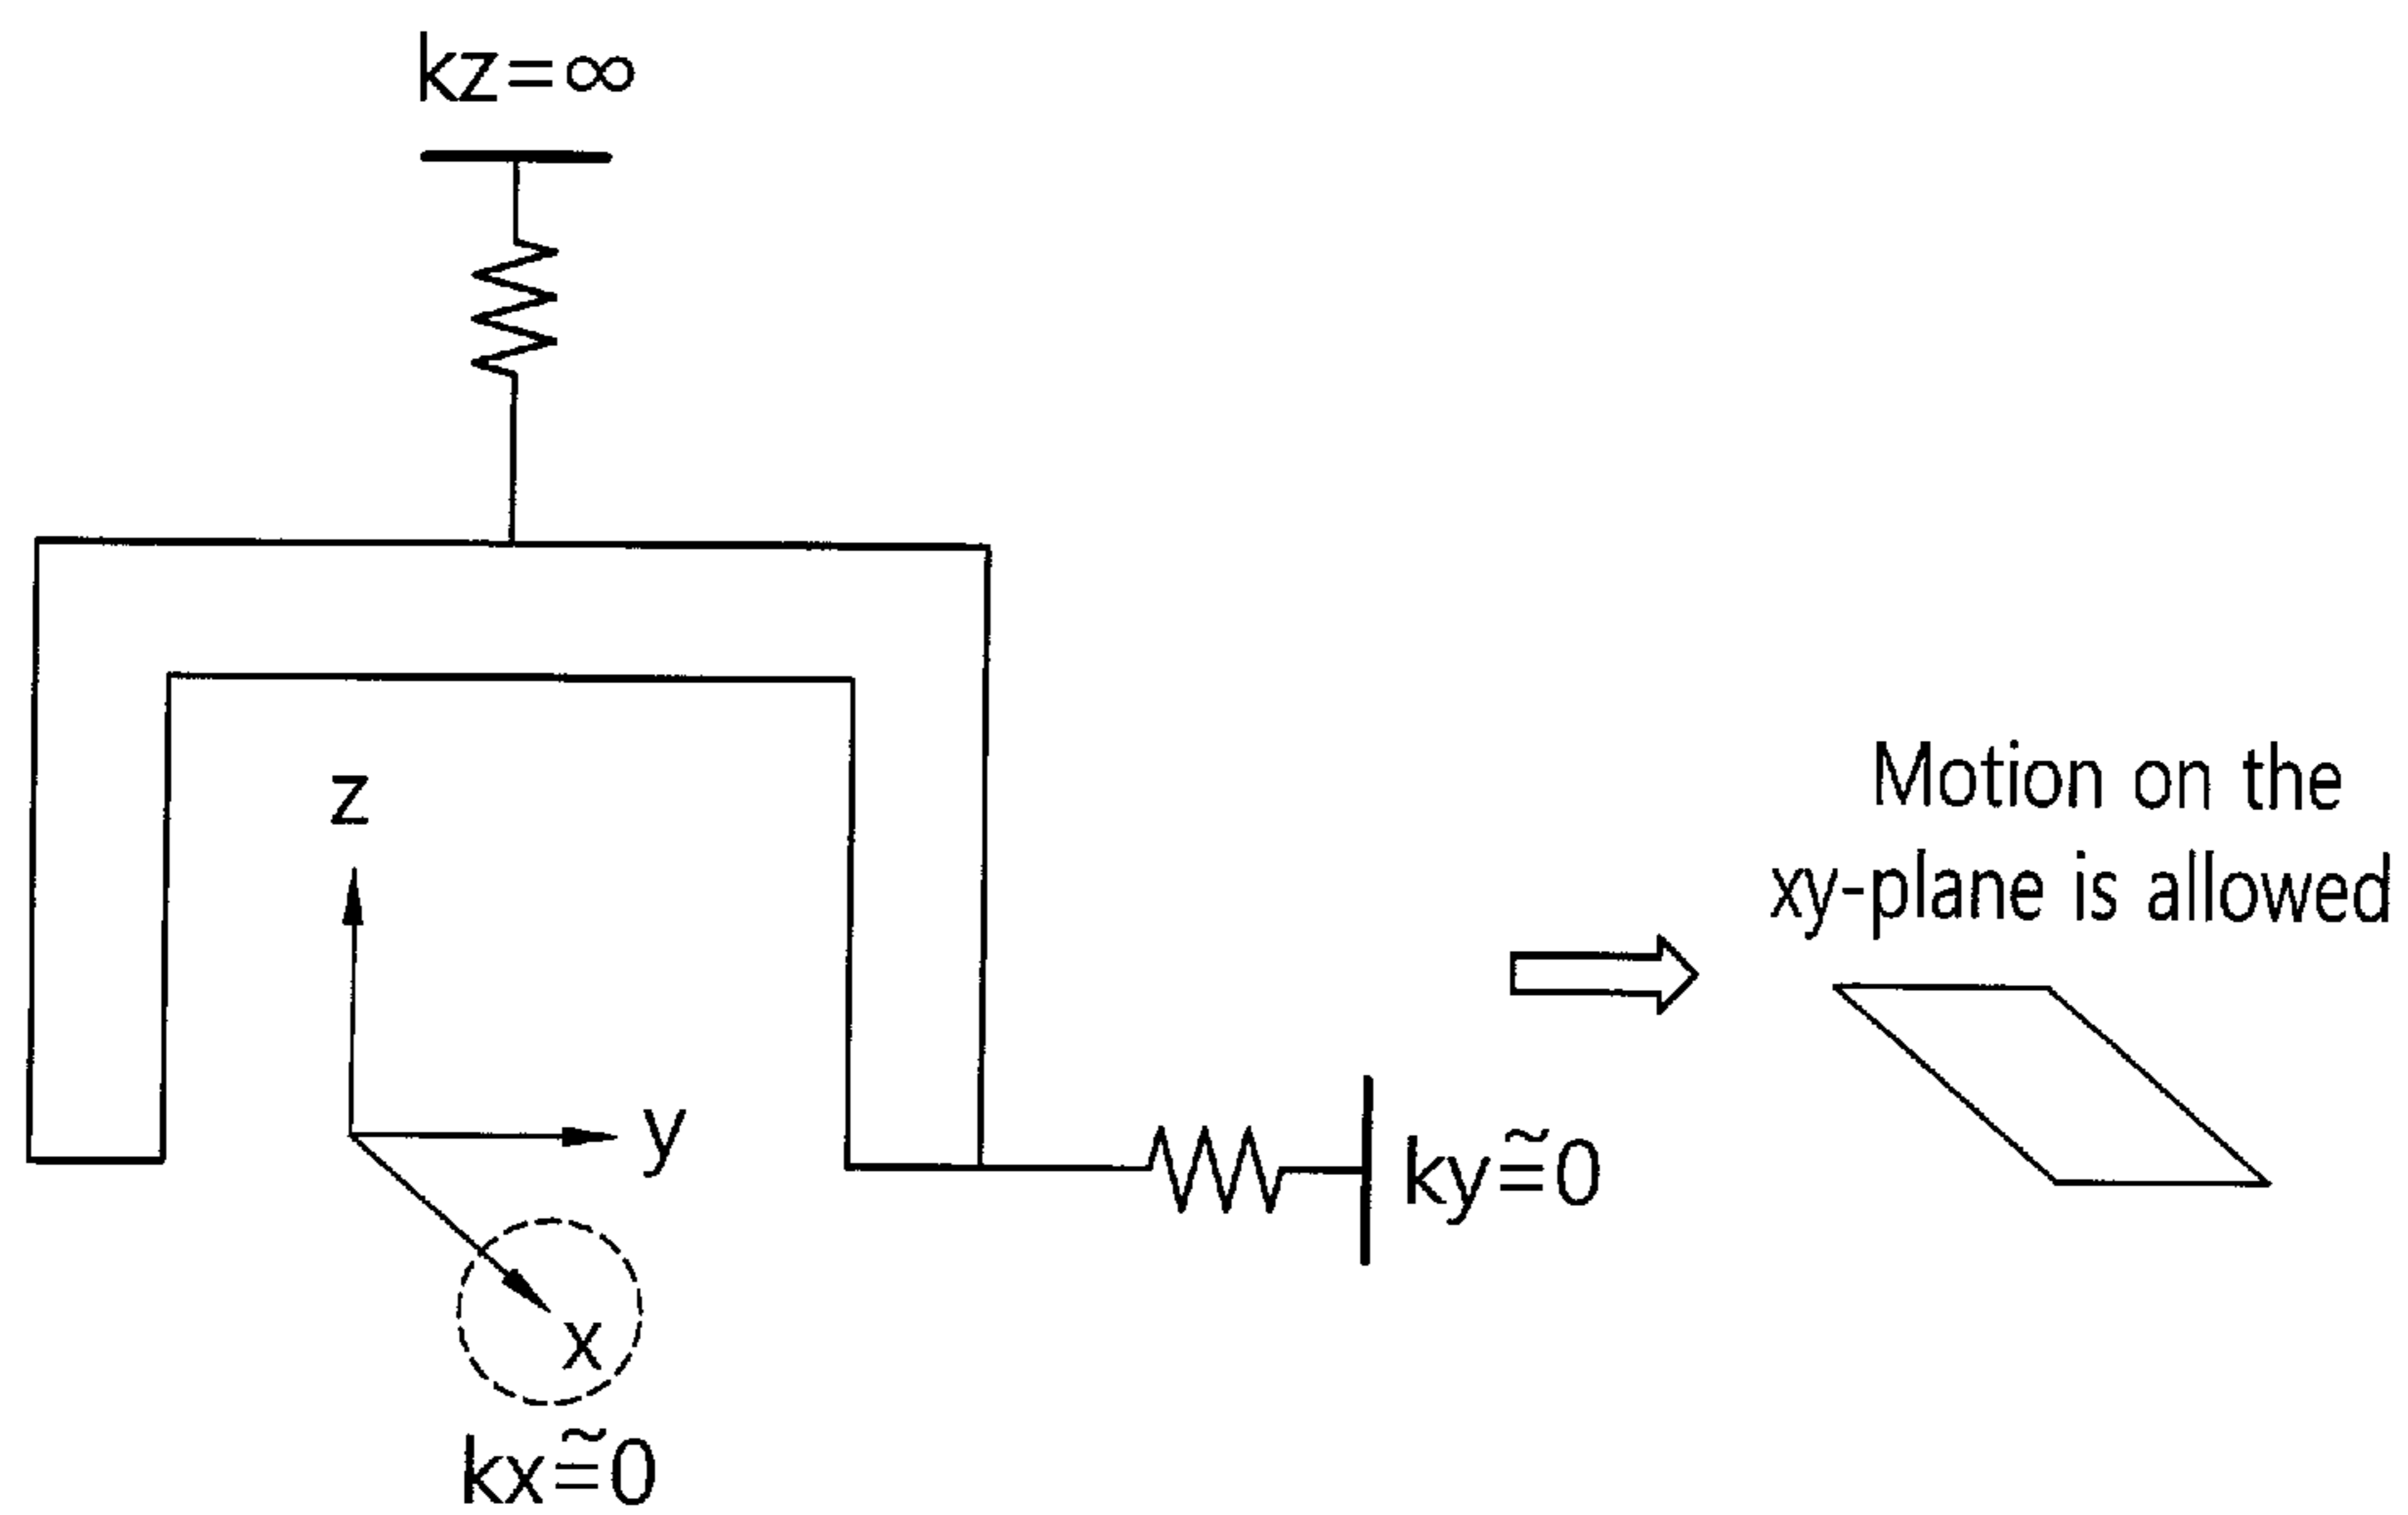 kz=∞
z
Motion on the
xy-plane is allowed
y
ky≅0
x
kx≅0